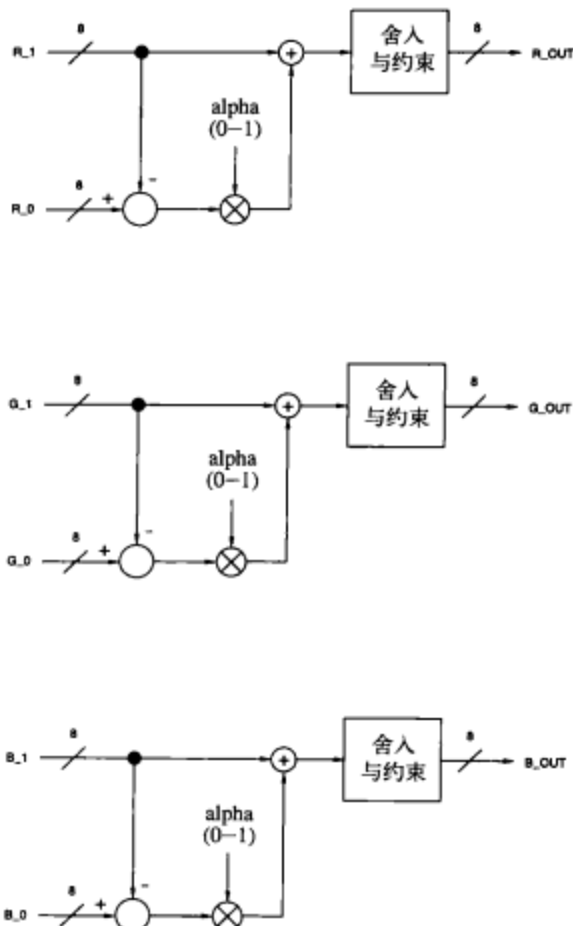 8
8
R_1
+
舍入
与约束
R_OUT
alpha
(0—1)
8
+
-
R_0
8
8
G_1
+
舍入
与约束
G_OUT
alpha
(0—1)
8
+
-
G_0
8
8
B_1
+
舍入
与约束
B_OUT
alpha
(0—1)
8
+
-
B_0